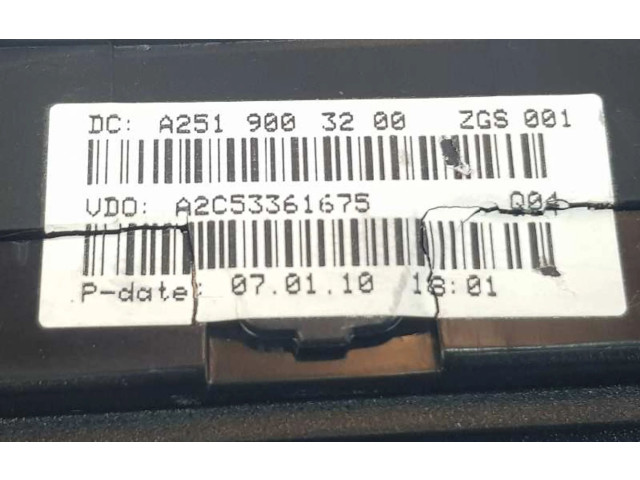 DC: A251 900 32 00 ZGS 001
VDO: A2C53361675 Q04
P-date: 07.01.10 18:01